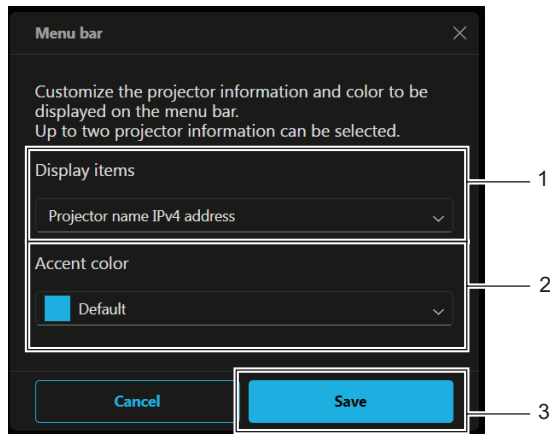 Menu bar
Customize the projector information and color to be
displayed on the menu bar.
Up to two projector information can be selected.
Display items
1
Projector name IPv4 address
Accent color
2
Default
Cancel
Save
3